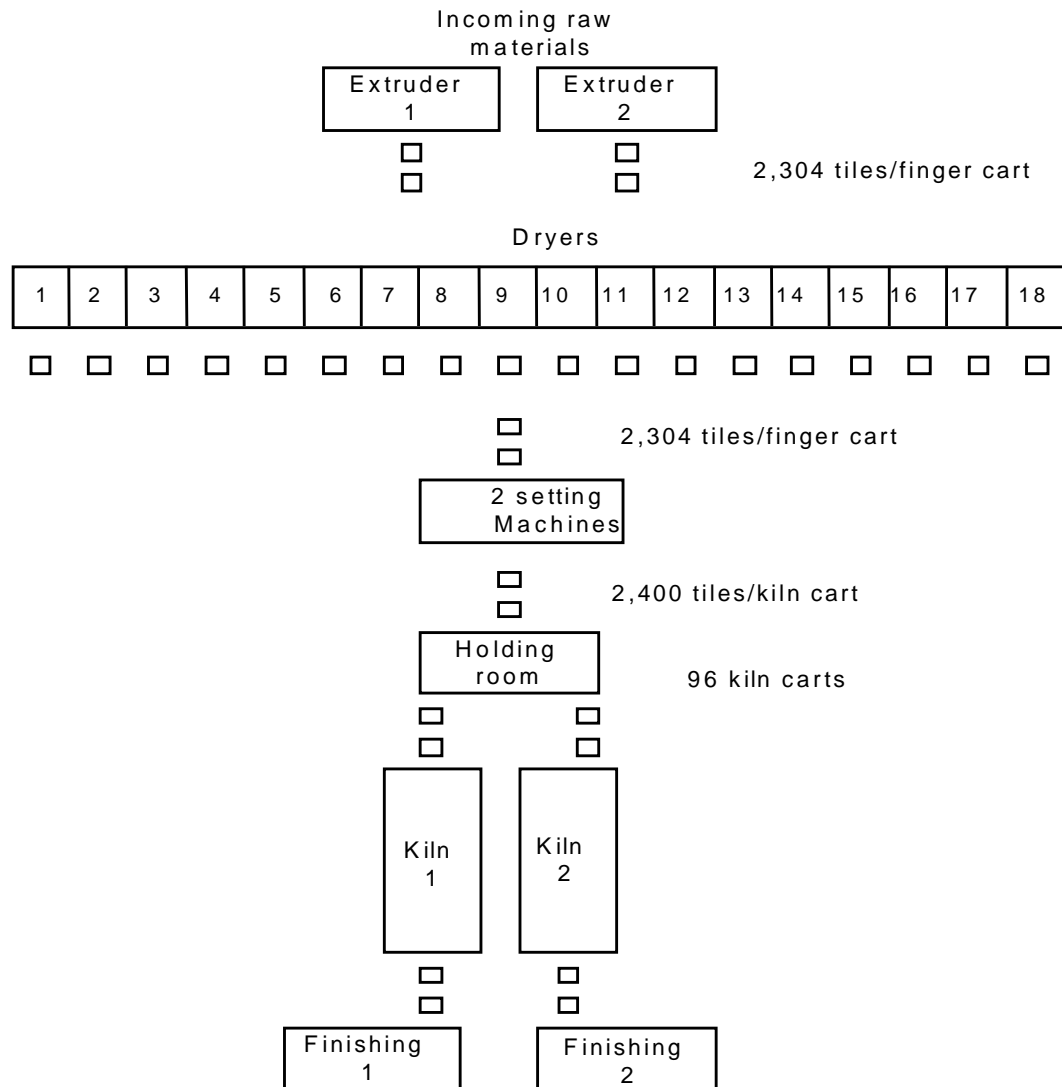 Incoming raw
materials
Extruder
1
Extruder
2
2,304 tiles/finger cart
Dryers
1 2 3 4 5 6 7 8 9 10 11 12 13 14 15 16 17 18
2,304 tiles/finger cart
2 setting
Machines
2,400 tiles/kiln cart
Holding
room
96 kiln carts
Kiln
1
Kiln
2
Finishing
1
Finishing
2